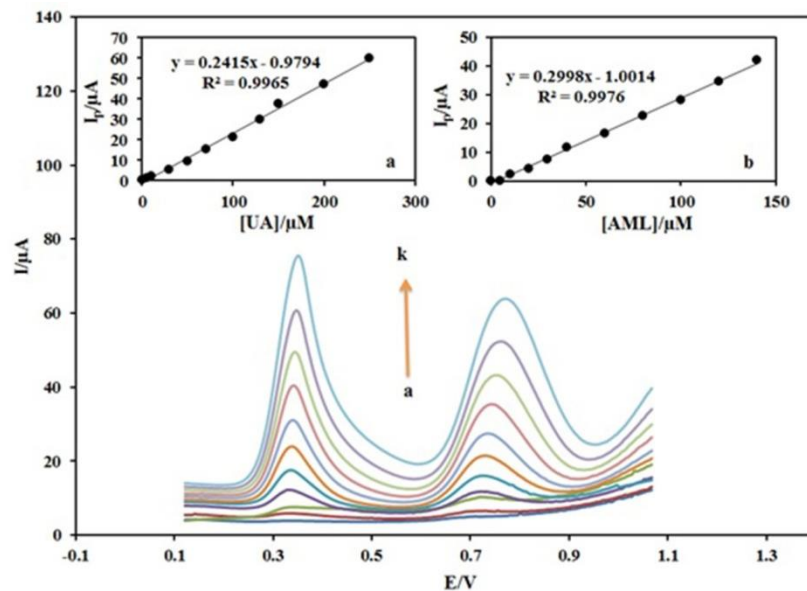 140
120
100
80
60
40
20
0
I/μA
-0.1
0.1
0.3
0.5
0.7
0.9
1.1
1.3
E/V
70
60
50
40
30
20
10
0
Ip/μA
y = 0.2415x - 0.9794
R² = 0.9965
a
0
100
200
300
[UA]/μM
50
40
30
20
10
0
Ip/μA
y = 0.2998x - 1.0014
R² = 0.9976
b
0
50
100
150
[AML]/μM
k
a